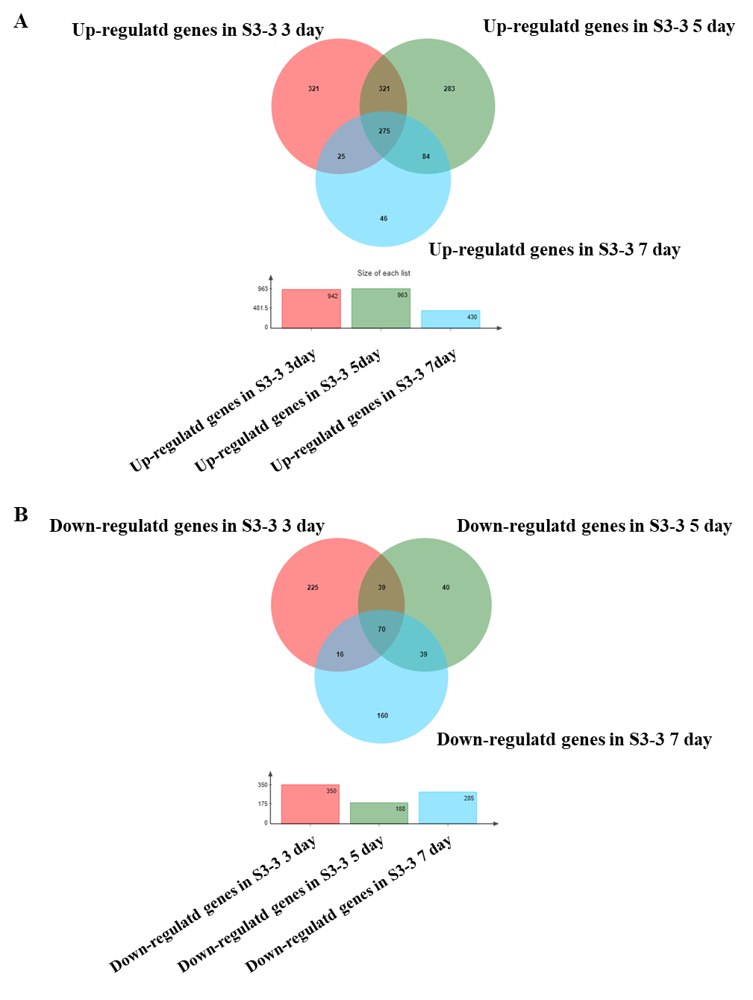 A
Up-regulatd genes in S3-3 3 day
Up-regulatd genes in S3-3 5 day
321
321
283
275
25
84
46
Up-regulatd genes in S3-3 7 day
Size of each list
963
481.5
0
942
963
430
Up-regulatd genes in S3-3 3day
Up-regulatd genes in S3-3 5day
Up-regulatd genes in S3-3 7day
B
Down-regulatd genes in S3-3 3 day
Down-regulatd genes in S3-3 5 day
225
39
40
70
16
39
160
Down-regulatd genes in S3-3 7 day
350
175
0
350
188
285
Down-regulatd genes in S3-3 3 day
Down-regulatd genes in S3-3 5 day
Down-regulatd genes in S3-3 7 day